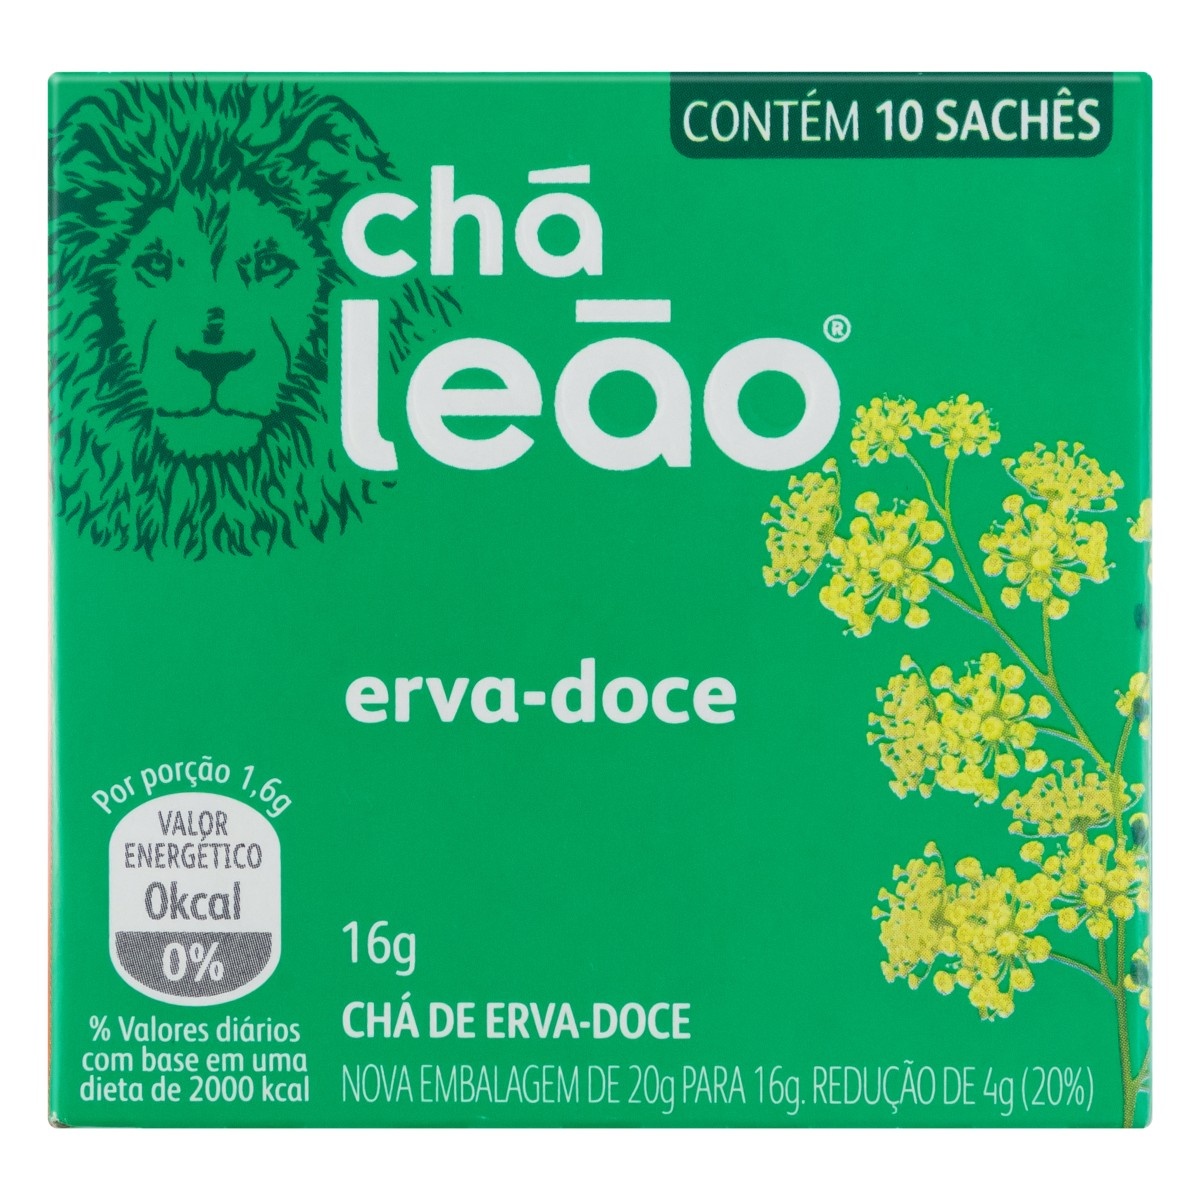 CONTÉM 10 SACHÊS
chá
leão®
erva-doce
Por porção 1,6g
VALOR
ENERGÉTICO
0kcal
0%
% Valores diários
com base em uma
dieta de 2000 kcal
16g
CHÁ DE ERVA-DOCE
NOVA EMBALAGEM DE 20g PARA 16g. REDUÇÃO DE 4g (20%)